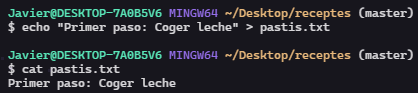 Javier@DESKTOP-7A0B5V6 MINGW64 ~/Desktop/receptes (master)
$ echo "Primer paso: Coger leche" > pastis.txt
Javier@DESKTOP-7A0B5V6 MINGW64 ~/Desktop/receptes (master)
$ cat pastis.txt
Primer paso: Coger leche